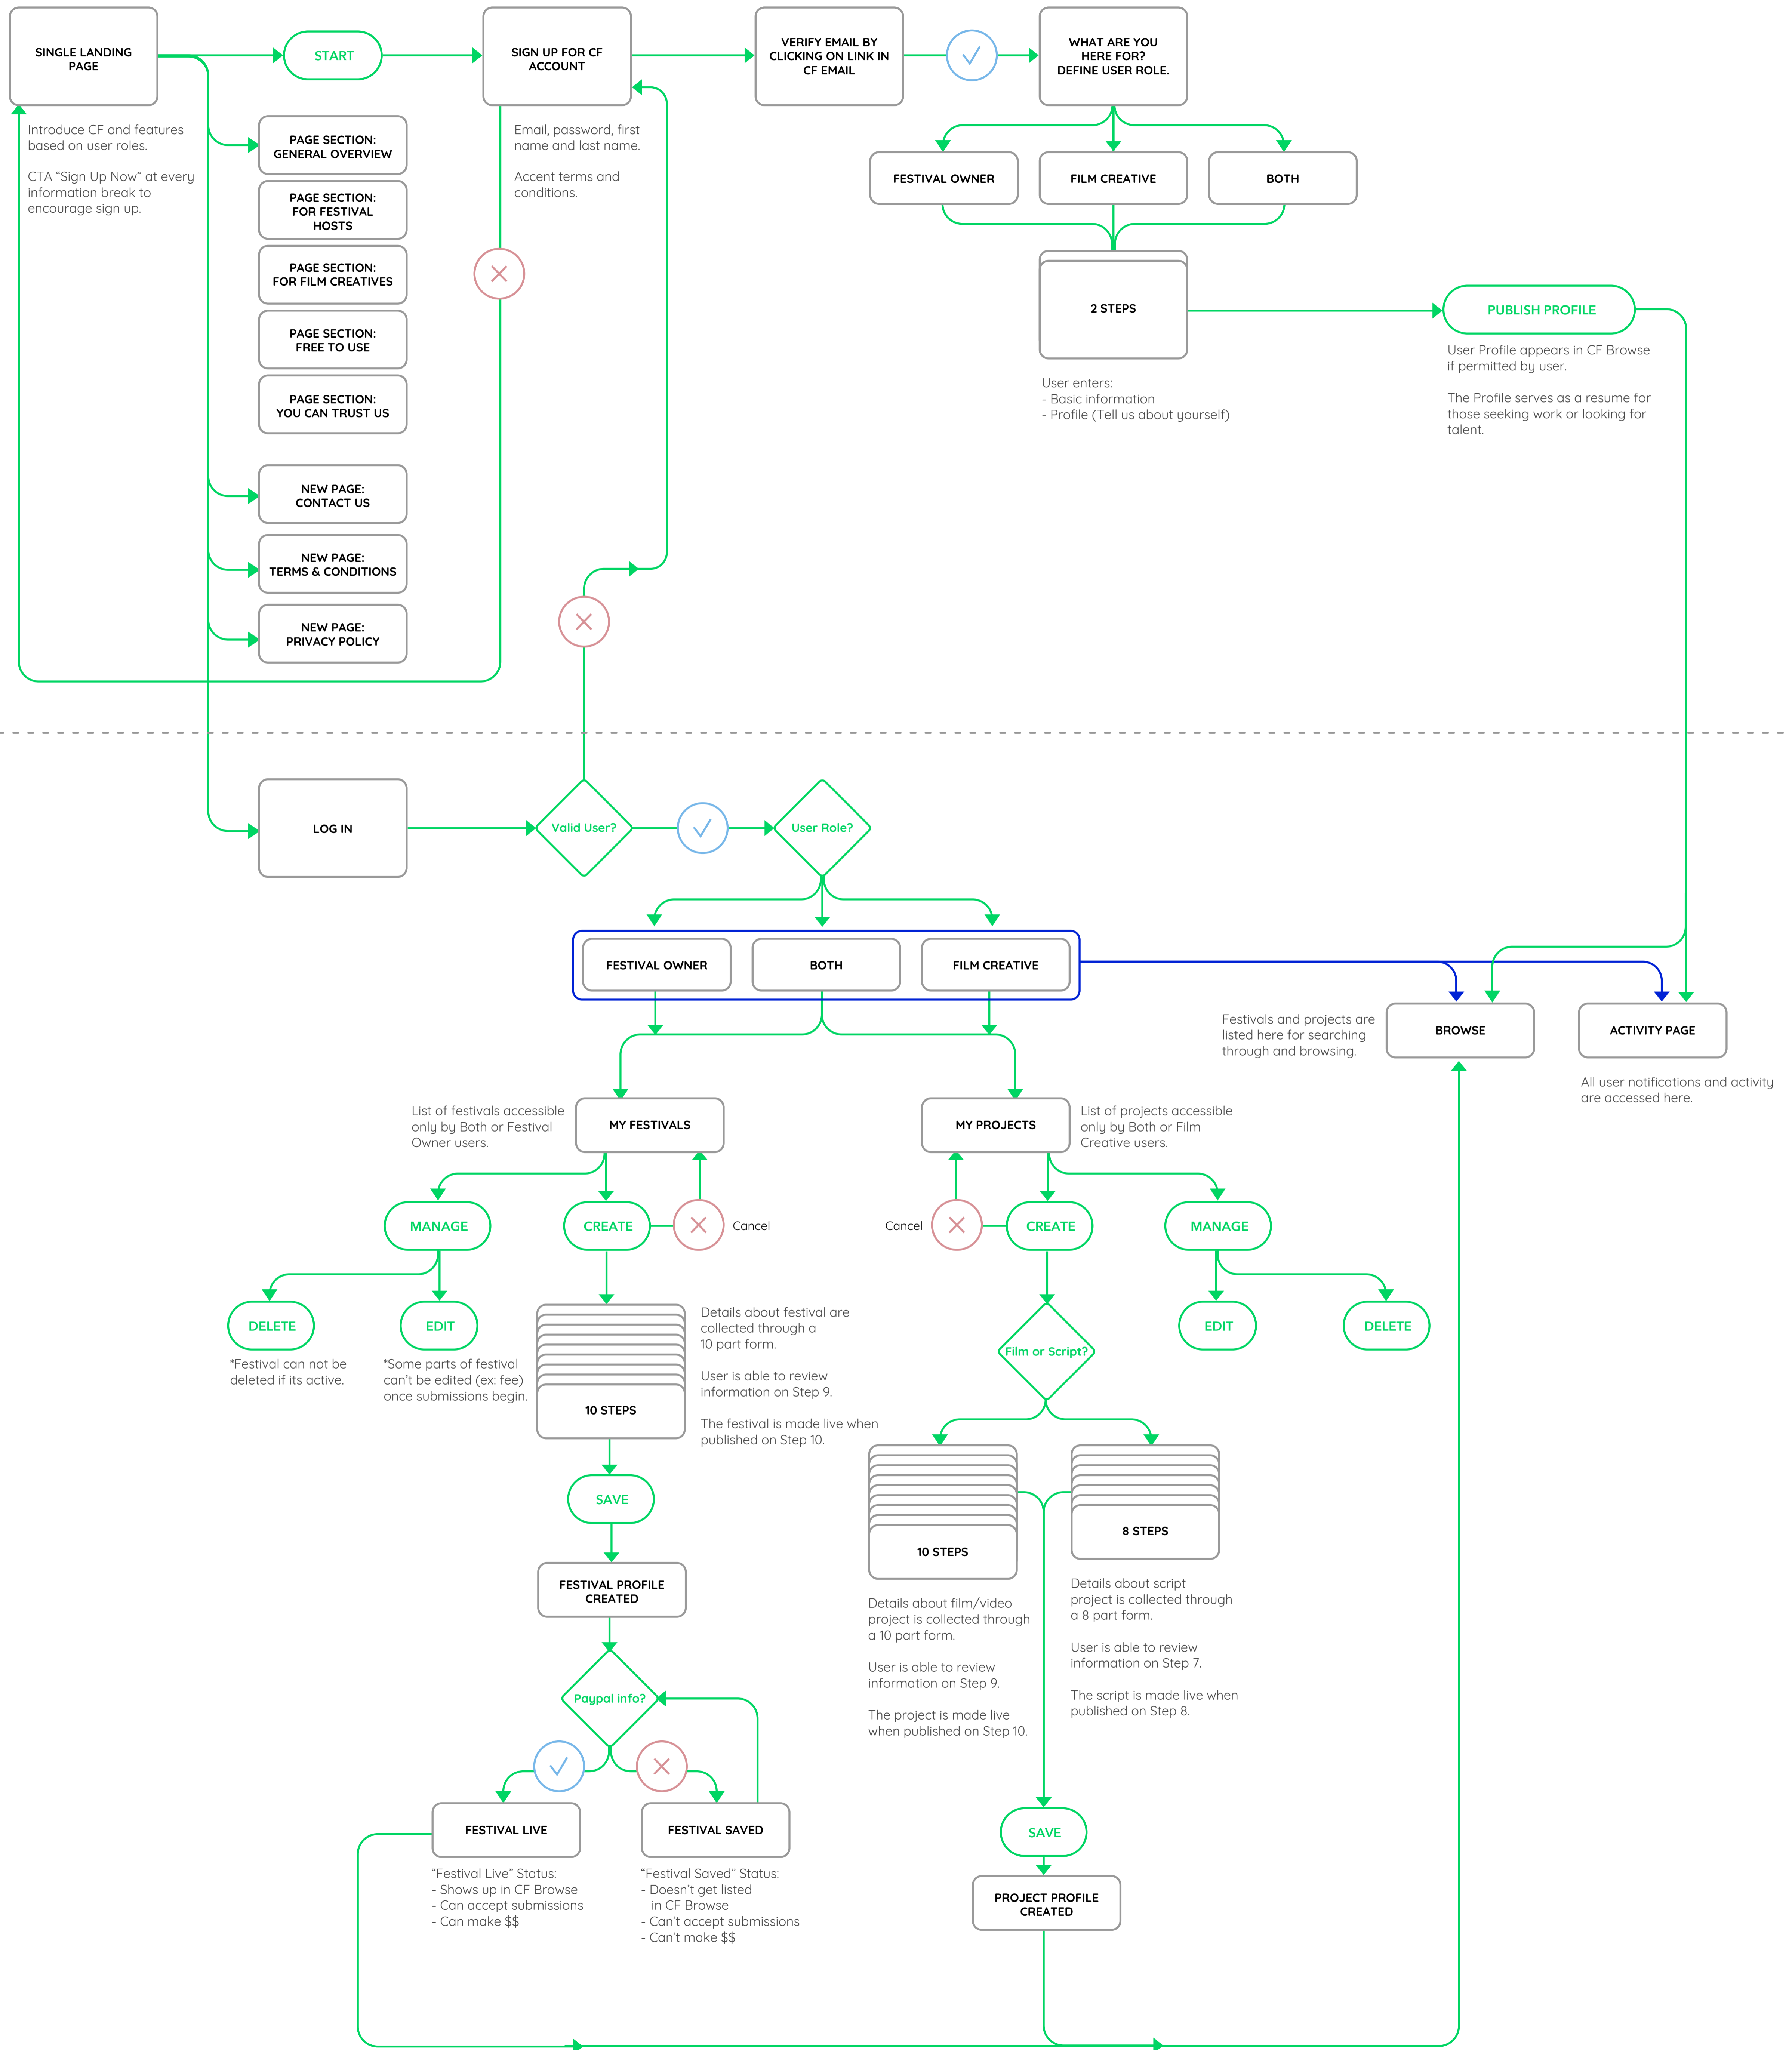 SINGLE LANDING
PAGE
START
SIGN UP FOR CF
ACCOUNT
VERIFY EMAIL BY
CLICKING ON LINK IN
CF EMAIL
WHAT ARE YOU
HERE FOR?
DEFINE USER ROLE.
Introduce CF and features
based on user roles.
CTA “Sign Up Now” at every
information break to
encourage sign up.
PAGE SECTION:
GENERAL OVERVIEW
PAGE SECTION:
FOR FESTIVAL
HOSTS
PAGE SECTION:
FOR FILM CREATIVES
PAGE SECTION:
FREE TO USE
PAGE SECTION:
YOU CAN TRUST US
NEW PAGE:
CONTACT US
NEW PAGE:
TERMS & CONDITIONS
NEW PAGE:
PRIVACY POLICY
Email, password, first
name and last name.
Accent terms and
conditions.
FESTIVAL OWNER
FILM CREATIVE
BOTH
2 STEPS
User enters:
- Basic information
- Profile (Tell us about yourself)
PUBLISH PROFILE
User Profile appears in CF Browse
if permitted by user.
The Profile serves as a resume for
those seeking work or looking for
talent.
LOG IN
Valid User?
User Role?
FESTIVAL OWNER
BOTH
FILM CREATIVE
Festivals and projects are
listed here for searching
through and browsing.
BROWSE
ACTIVITY PAGE
All user notifications and activity
are accessed here.
List of festivals accessible
only by Both or Festival
Owner users.
MY FESTIVALS
MY PROJECTS
List of projects accessible
only by Both or Film
Creative users.
MANAGE
CREATE
Cancel
Cancel
CREATE
MANAGE
DELETE
*Festival can not be
deleted if its active.
EDIT
*Some parts of festival
can’t be edited (ex: fee)
once submissions begin.
10 STEPS
Details about festival are
collected through a
10 part form.
User is able to review
information on Step 9.
The festival is made live when
published on Step 10.
Film or Script?
EDIT
DELETE
SAVE
10 STEPS
8 STEPS
FESTIVAL PROFILE
CREATED
Details about film/video
project is collected through
a 10 part form.
User is able to review
information on Step 9.
The project is made live
when published on Step 10.
Details about script
project is collected through
a 8 part form.
User is able to review
information on Step 7.
The script is made live when
published on Step 8.
Paypal info?
FESTIVAL LIVE
FESTIVAL SAVED
“Festival Live” Status:
- Shows up in CF Browse
- Can accept submissions
- Can make $$
“Festival Saved” Status:
- Doesn’t get listed
in CF Browse
- Can’t accept submissions
- Can’t make $$
SAVE
PROJECT PROFILE
CREATED